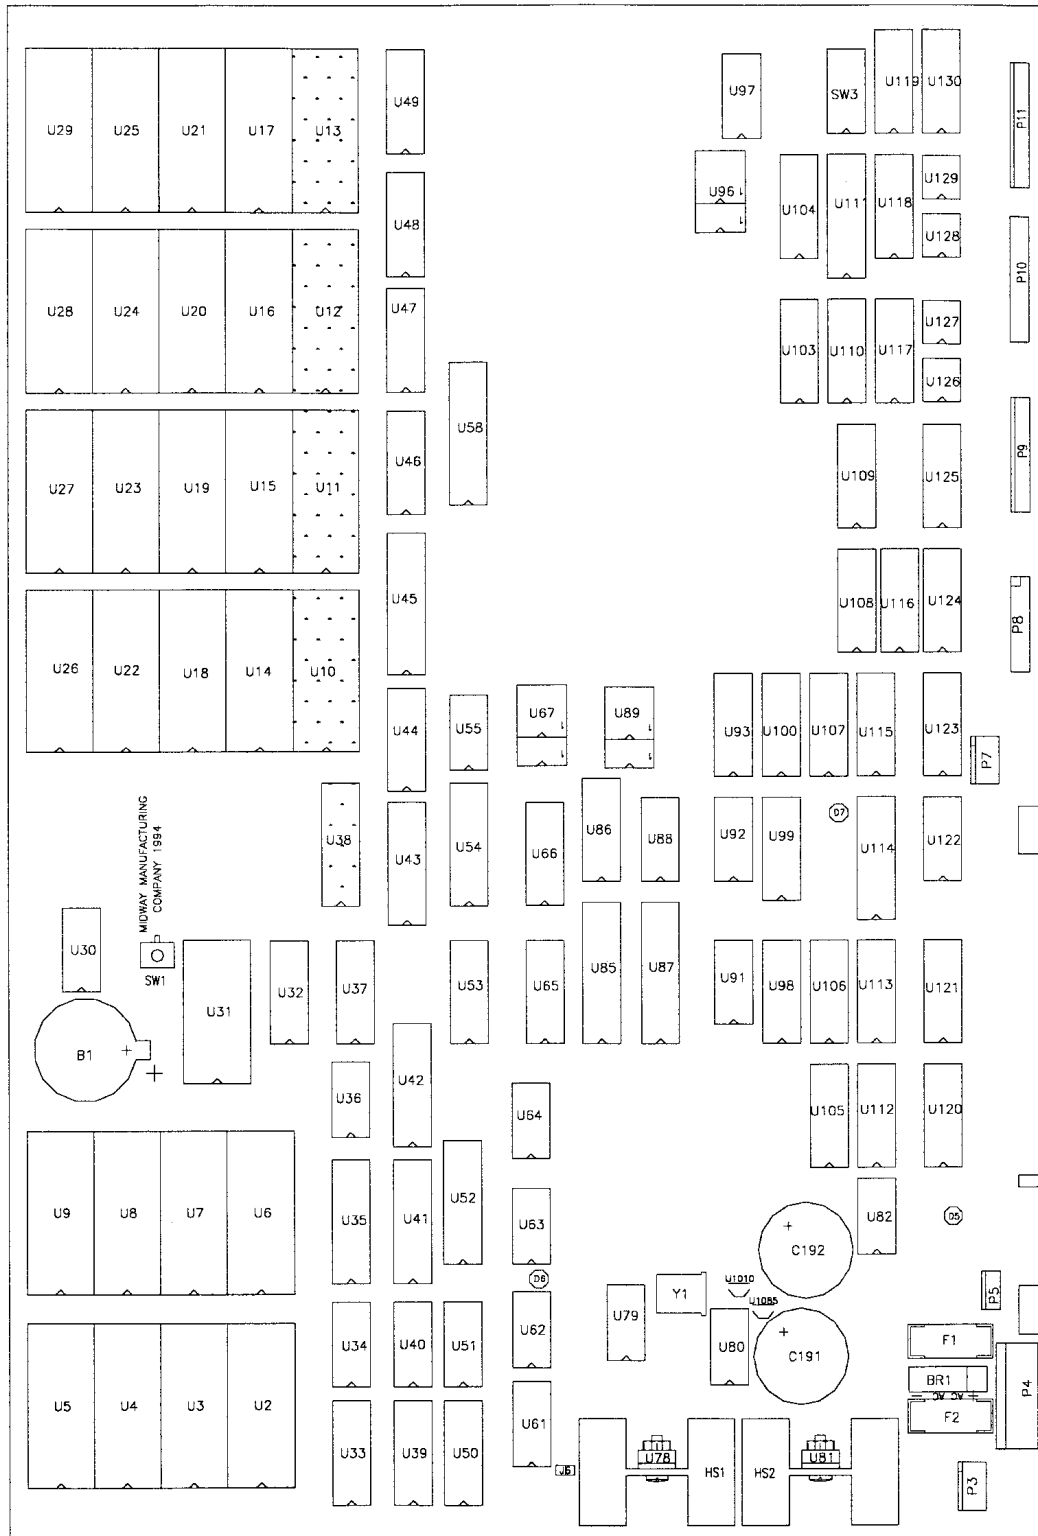 U29 U25 U21 U17 U13 U49 U97 SW3 U119 U130 P11
U48 U96 U104 U111 U118 U129
U128
P10
U28 U24 U20 U16 U12 U47 U103 U110 U117 U127
U126
U58
U27 U23 U19 U15 U11 U46 U109 U125 P9
U45 U108 U116 U124 P8
U26 U22 U18 U14 U10
U44 U55 U67 U89 U93 U100 U107 U115 U123 P7
D7
U38 U43 U54 U66 U86 U88 U92 U99 U114 U122
MIDWAY MANUFACTURING
COMPANY 1994
SW1
U30 U31 U32 U37 U53 U65 U85 U87 U91 U98 U106 U113 U121
B1 + +
U42
U36 U64 U105 U112 U120
U9 U8 U7 U6 U35 U41 U52 U63 U82 D5
+ C192
D6
U79 Y1 U1010 P5
U1085
U5 U4 U3 U2 U34 U40 U51 U62 U80 + C191 F1
BR1
- AC AC +
F2
P4
U33 U39 U50 U61 J6 U78 HS1 HS2 U81 P3